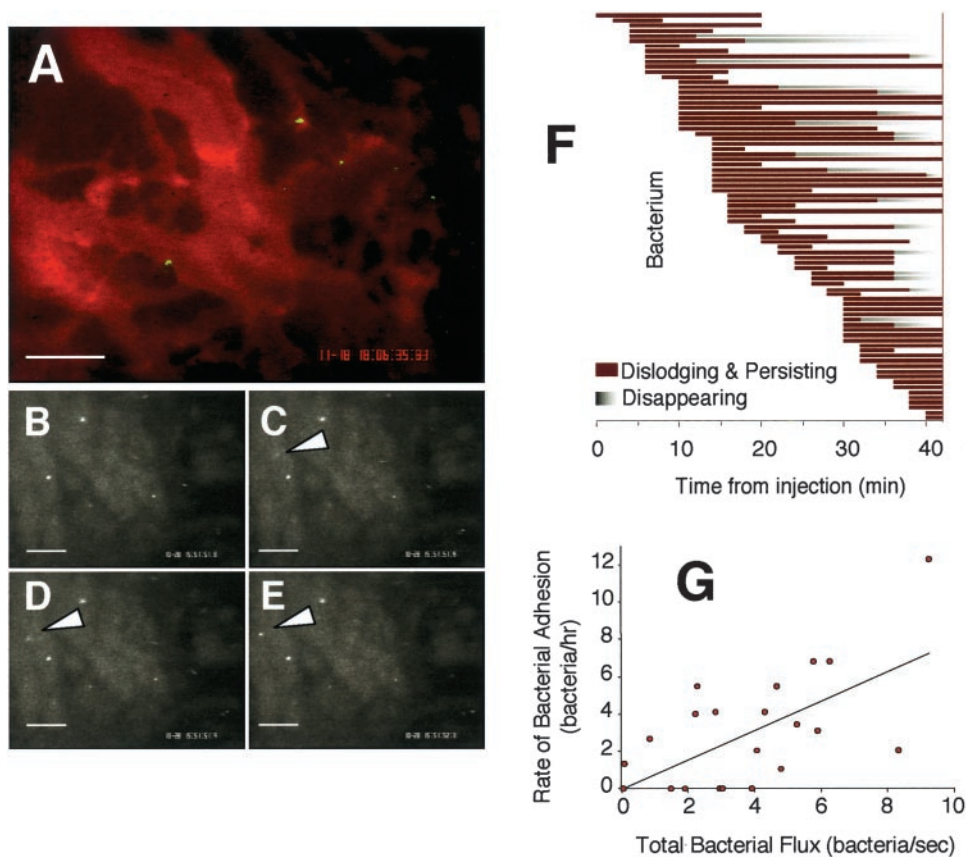 A
11-18 18:06:35:83
B
C
D
E
F
Bacterium
Dislodging & Persisting
Disappearing
0 10 20 30 40
Time from injection (min)
G
Rate of Bacterial Adhesion
(bacteria/hr)
12
10
8
6
4
2
0
0 2 4 6 8 10
Total Bacterial Flux (bacteria/sec)